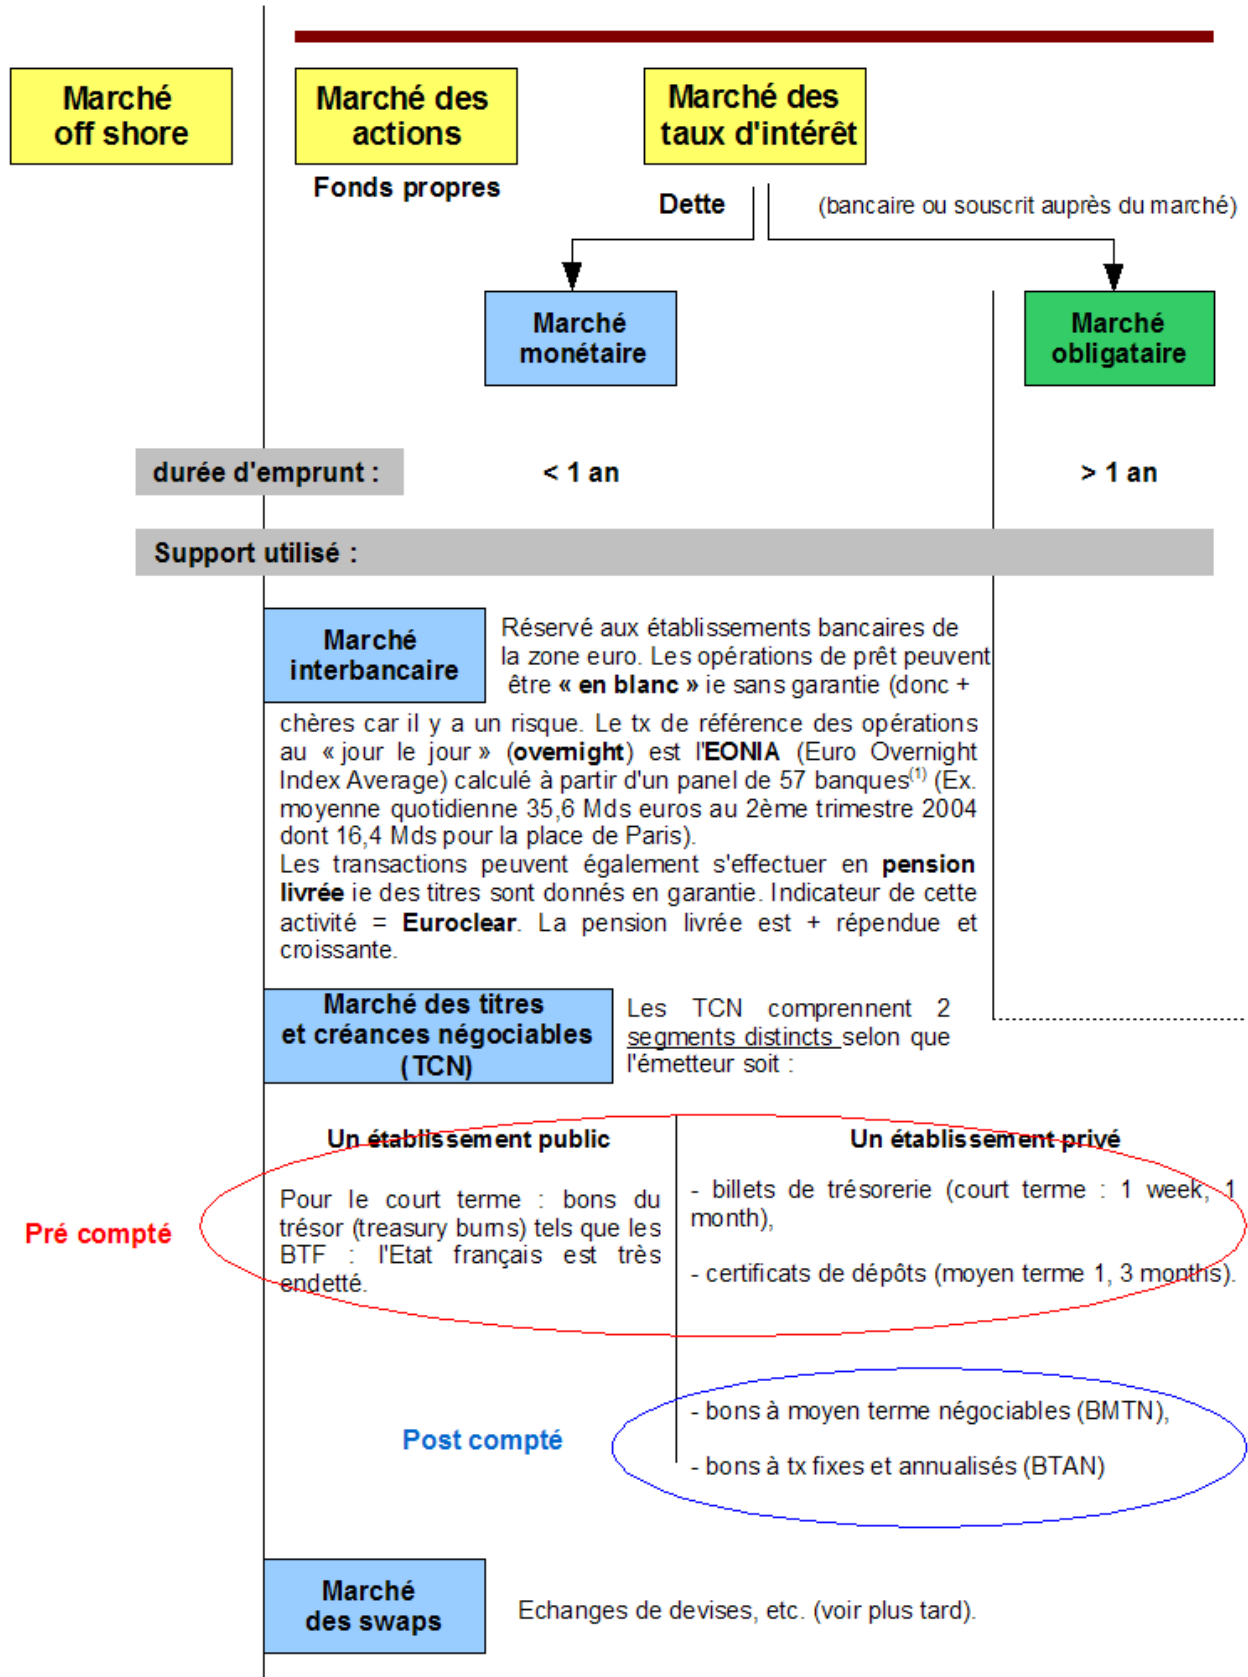 Marché
off shore
Marché des
actions
Marché des
taux d'intérêt
Fonds propres
Dette
(bancaire ou souscrit auprès du marché)
Marché
monétaire
Marché
obligataire
durée d'emprunt :
< 1 an
> 1 an
Support utilisé :
Marché
interbancaire
Réservé aux établissements bancaires de
la zone euro. Les opérations de prêt peuvent
être « en blanc » ie sans garantie (donc +
chères car il y a un risque. Le tx de référence des opérations
au « jour le jour » (overnight) est l'EONIA (Euro Overnight
Index Average) calculé à partir d'un panel de 57 banques(1) (Ex.
moyenne quotidienne 35,6 Mds euros au 2ème trimestre 2004
dont 16,4 Mds pour la place de Paris).
Les transactions peuvent également s'effectuer en pension
livrée ie des titres sont donnés en garantie. Indicateur de cette
activité = Euroclear. La pension livrée est + répendue et
croissante.
Marché des titres
et créances négociables
(TCN)
Les TCN comprennent 2
segments distincts selon que
l'émetteur soit :
Un établissement public
Un établissement privé
Pour le court terme : bons du
trésor (treasury burns) tels que les
BTF : l'Etat français est très
endetté.
- billets de trésorerie (court terme : 1 week, 1
month),
- certificats de dépôts (moyen terme 1, 3 months).
Pré compté
- bons à moyen terme négociables (BMTN),
- bons à tx fixes et annualisés (BTAN)
Post compté
Marché
des swaps
Echanges de devises, etc. (voir plus tard).